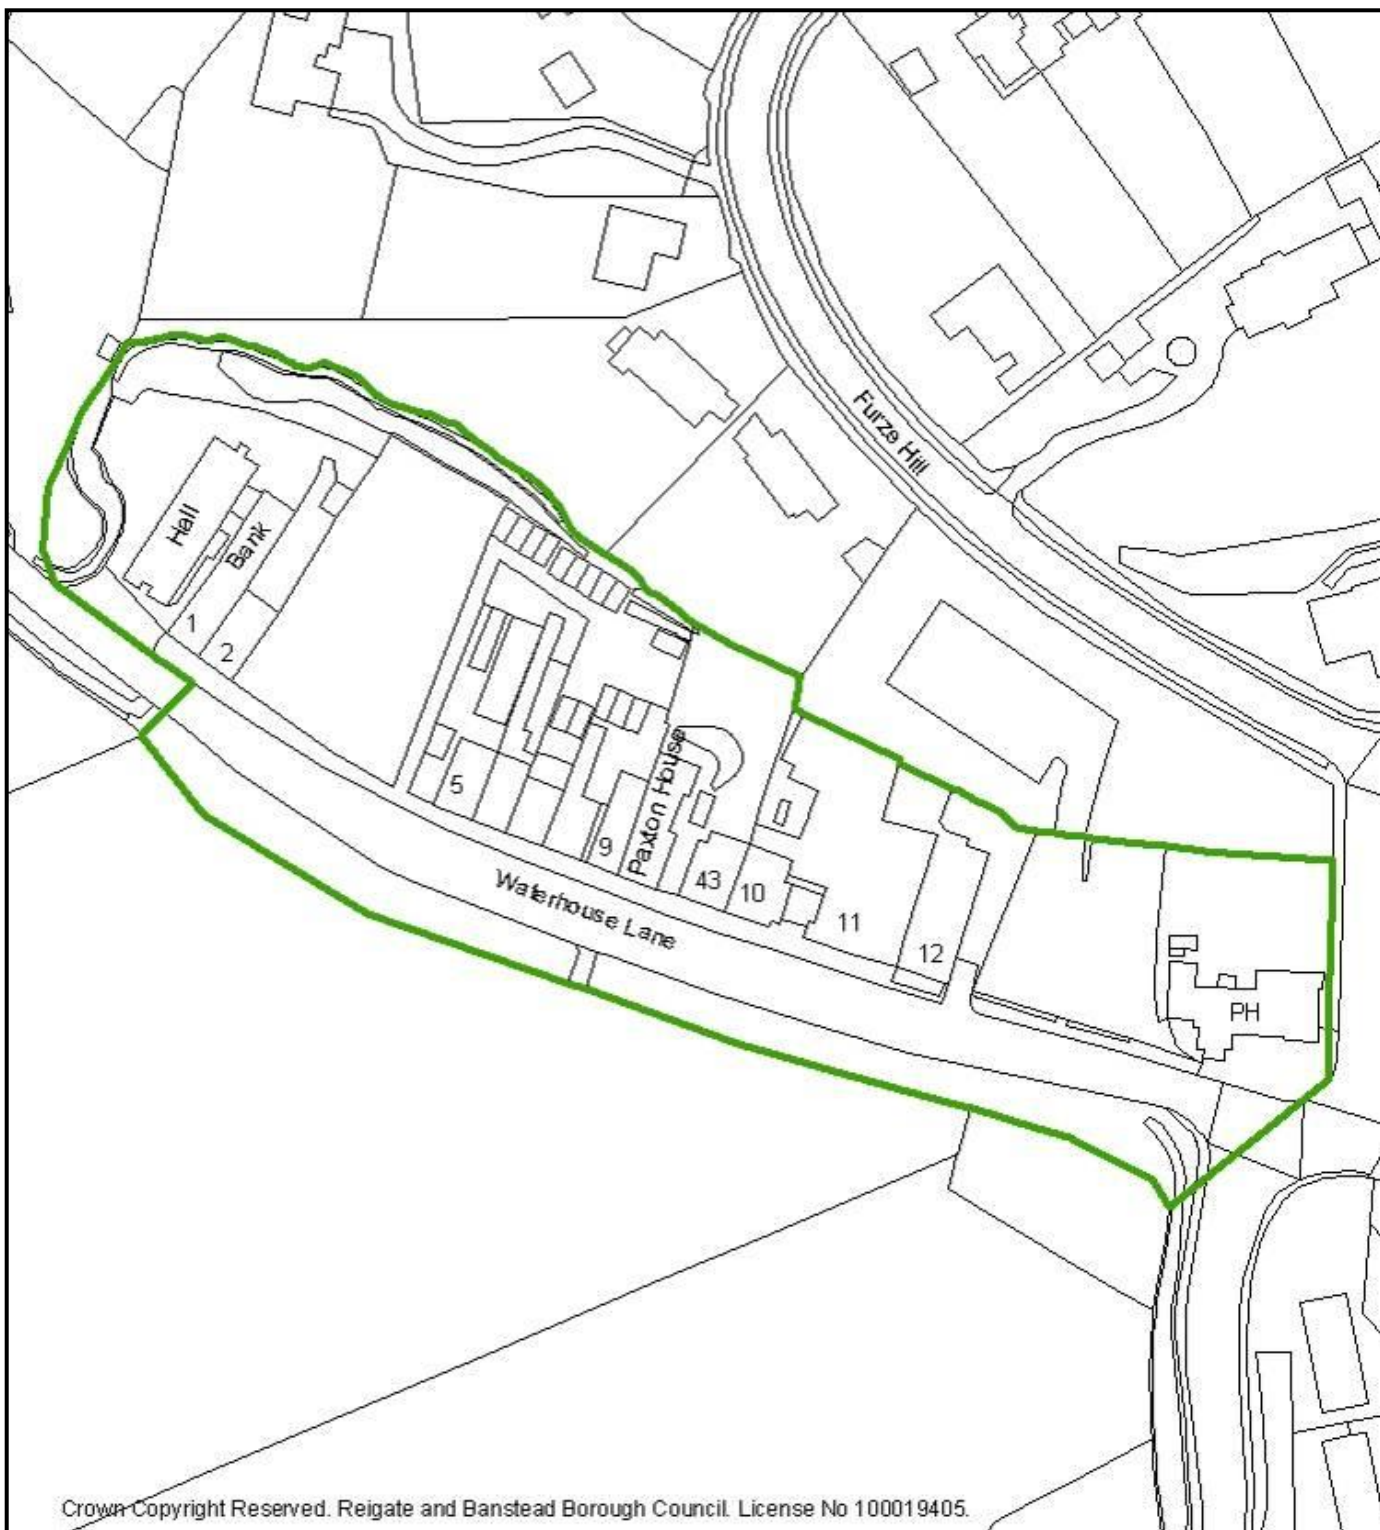 Furze Hill
Hall
Bank
1
2
5
Paxton House
9
43
10
11
12
Waterhouse Lane
PH
Crown Copyright Reserved. Reigate and Banstead Borough Council. License No 100019405.